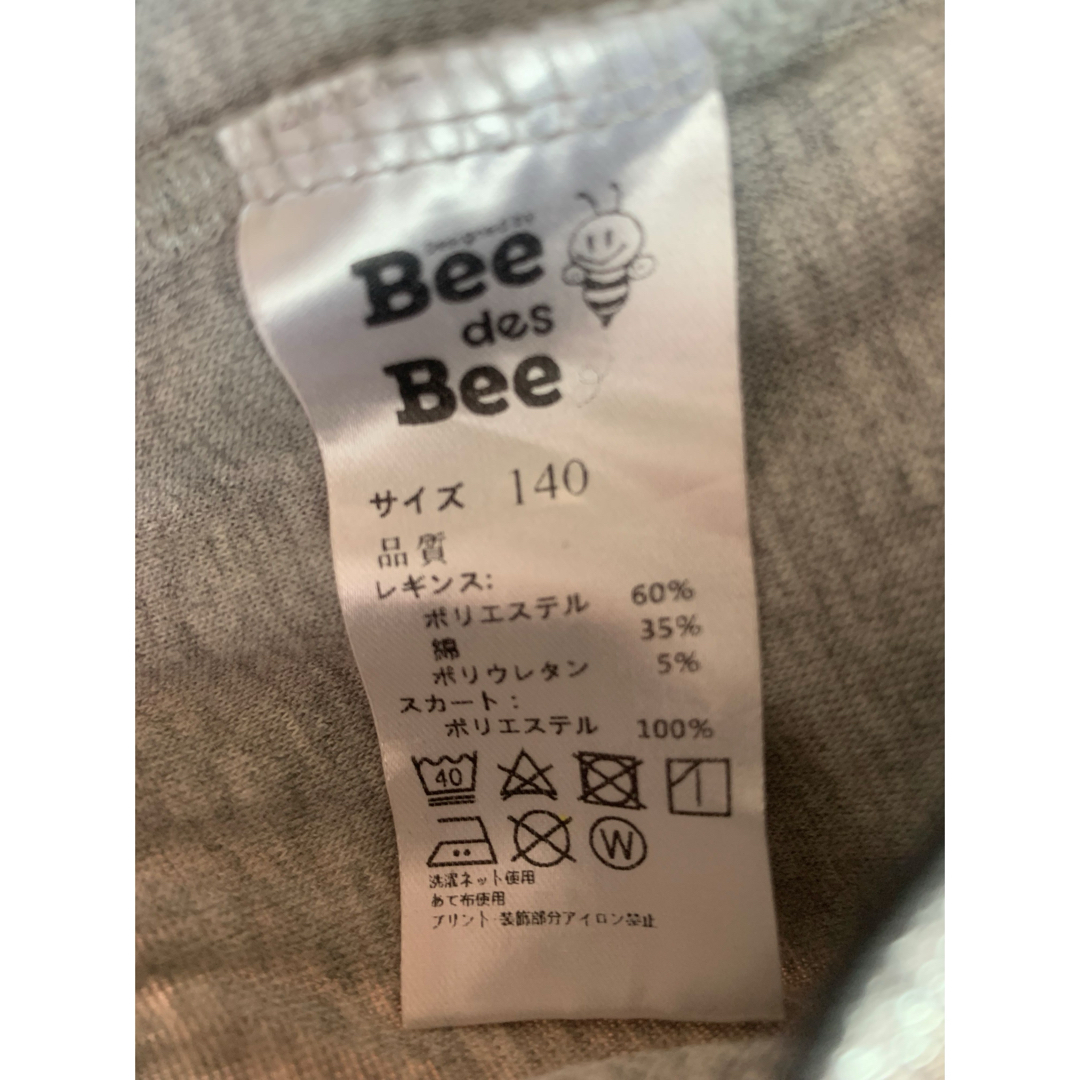 Designed by
Bee
des
Bee
サイズ 140
品質
レギンス:
ポリエステル 60%
綿 35%
ポリウレタン 5%
スカート:
ポリエステル 100%
40
W
洗濯ネット使用
あて布使用
プリント・装飾部分アイロン禁止